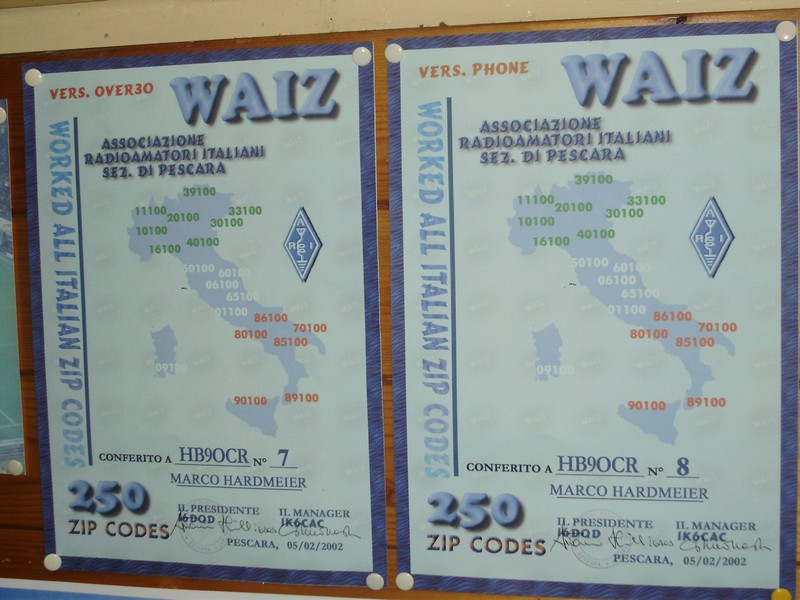 VERS. OVER30
WAIZ
ASSOCIAZIONE
RADIOAMATORI ITALIANI
SEZ. DI PESCARA
WORKED ALL ITALIAN ZIP CODES
39100
11100 20100 33100
10100 30100
16100 40100
A
R I
50100 60100
06100
65100
01100
86100
80100 70100
85100
09100
90100 89100
CONFERITO A HB9OCR N° 7
MARCO HARDMEIER
250
ZIP CODES
IL PRESIDENTE IL MANAGER
I6DQD IK6CAC
PESCARA, 05/02/2002
VERS. PHONE
WAIZ
ASSOCIAZIONE
RADIOAMATORI ITALIANI
SEZ. DI PESCARA
WORKED ALL ITALIAN ZIP CODES
39100
11100 20100 33100
10100 30100
16100 40100
A
R I
50100 60100
06100
65100
01100
86100
80100 70100
85100
09100
90100 89100
CONFERITO A HB9OCR N° 8
MARCO HARDMEIER
250
ZIP CODES
IL PRESIDENTE IL MANAGER
I6DQD IK6CAC
PESCARA, 05/02/2002